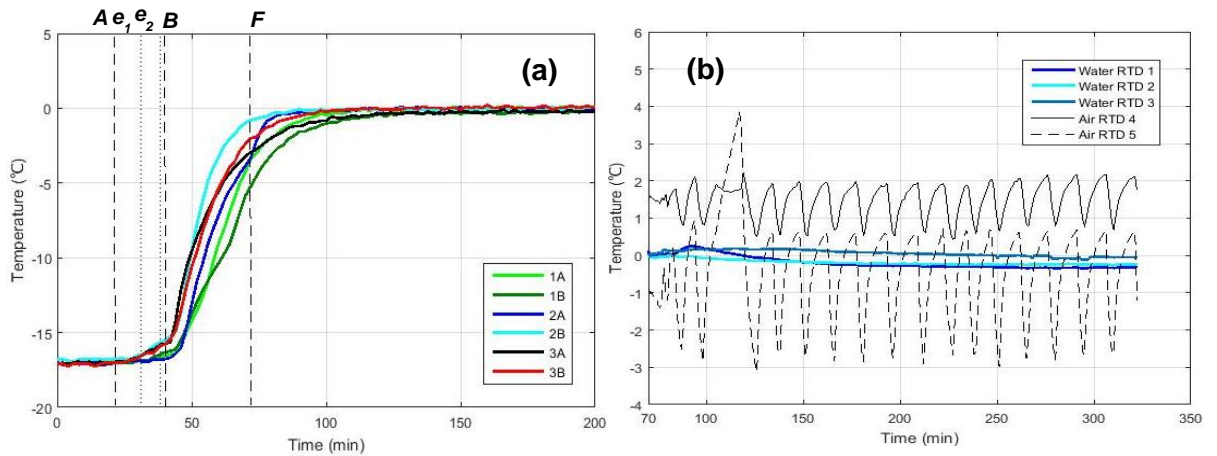 A e1 e2 B F
(a)
5
0
-5
-10
-15
-20
Temperature (℃)
0 50 100 150 200
Time (min)
1A
1B
2A
2B
3A
3B
(b)
6
5
4
3
2
1
0
-1
-2
-3
-4
Temperature (℃)
70 100 150 200 250 300 350
Time (min)
Water RTD 1
Water RTD 2
Water RTD 3
Air RTD 4
Air RTD 5